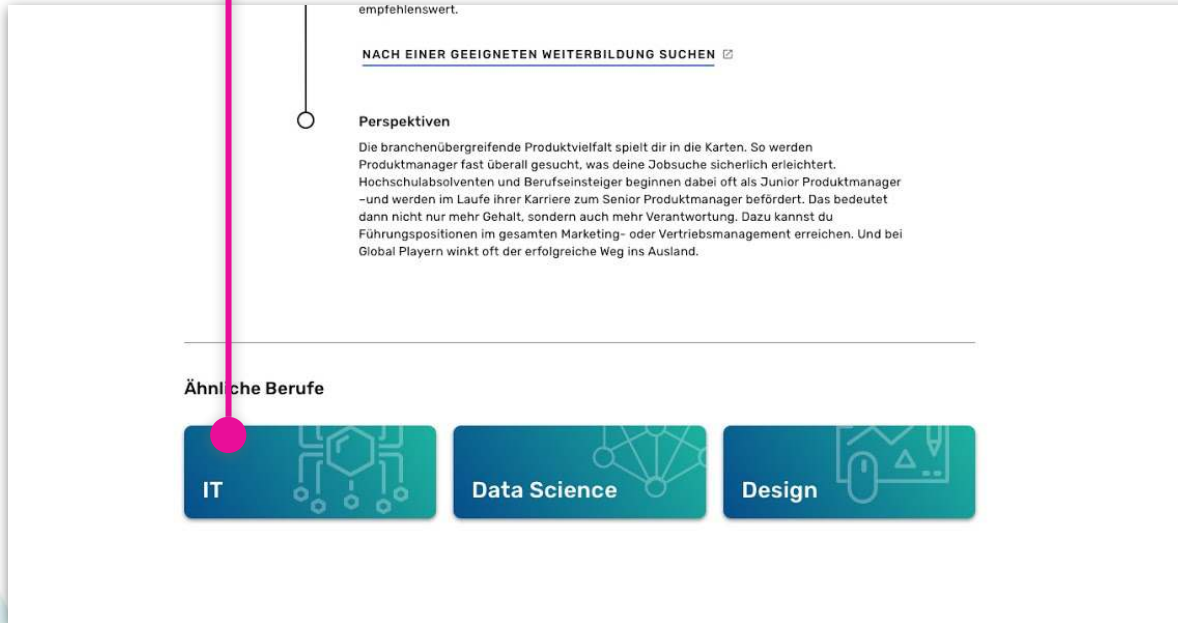 empfehlenswert.
NACH EINER GEEIGNETEN WEITERBILDUNG SUCHEN
Perspektiven
Die branchenübergreifende Produktvielfalt spielt dir in die Karten. So werden
Produktmanager fast überall gesucht, was deine Jobsuche sicherlich erleichtert.
Hochschulabsolventen und Berufseinsteiger beginnen dabei oft als Junior Produktmanager
–und werden im Laufe ihrer Karriere zum Senior Produktmanager befördert. Das bedeutet
dann nicht nur mehr Gehalt, sondern auch mehr Verantwortung. Dazu kannst du
Führungspositionen im gesamten Marketing- oder Vertriebsmanagement erreichen. Und bei
Global Playern winkt oft der erfolgreiche Weg ins Ausland.
Ähnliche Berufe
IT
Data Science
Design